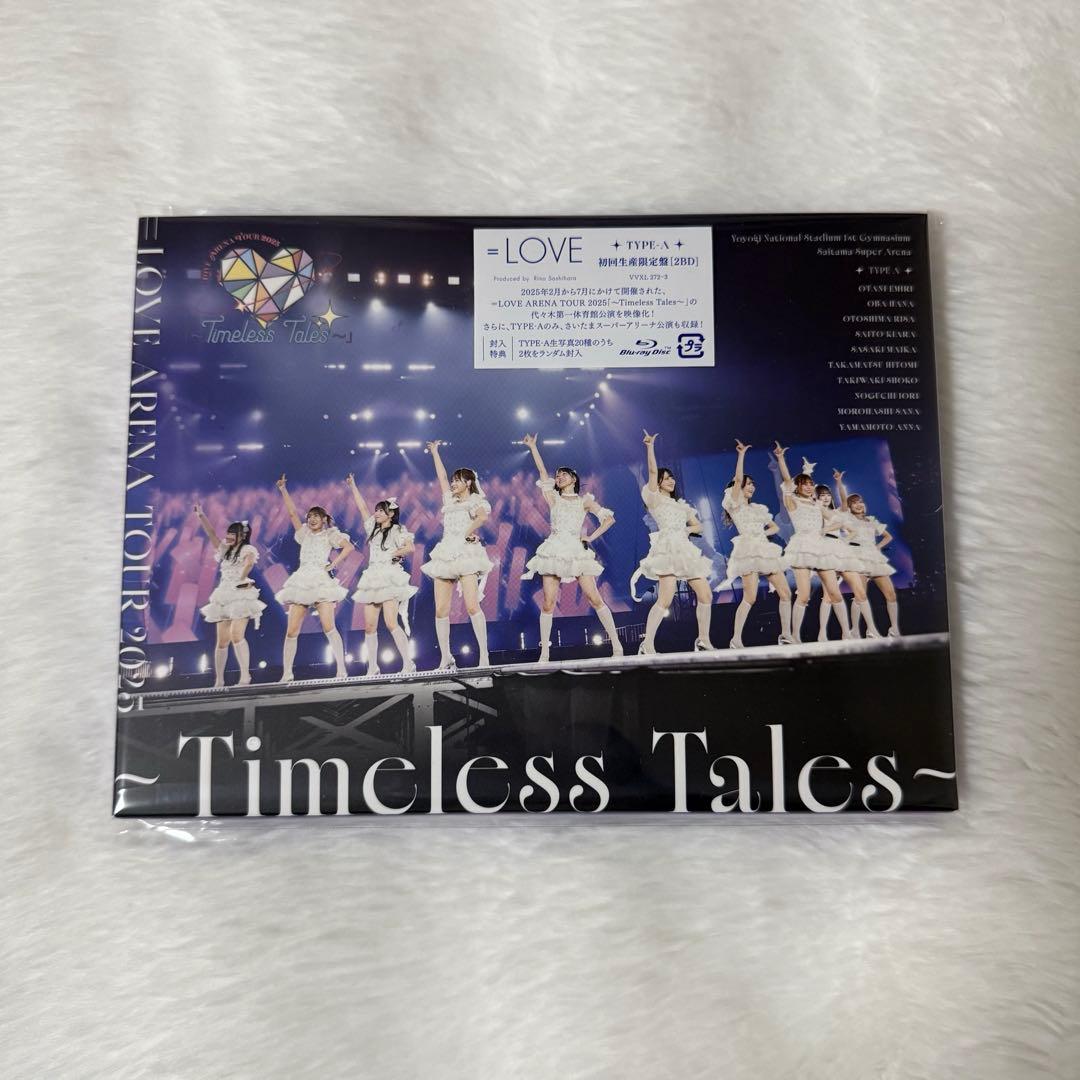 =LOVE ARENA TOUR 2025
=LOVE ARENA TOUR 2025
~Timeless Tales~」
=LOVE
Produced by Rino Sashihara
TYPE-A
初回生産限定盤[2BD]
VVXL 272-3
2025年2月から7月にかけて開催された、
=LOVE ARENA TOUR 2025「~Timeless Tales~」の
代々木第一体育館公演を映像化!
さらに、TYPE-Aのみ、さいたまスーパーアリーナ公演も収録!
封入特典
TYPE-A生写真20種のうち
2枚をランダム封入
Blu-ray Disc™
プラ
Yoyogi National Stadium 1st Gymnasium
Saitama Super Arena
TYPE A
OTANI EMIRI
OBA HANA
OTOSHIMA RISA
SAITO KIARA
SASAKI MAIKA
TAKAMATSU HITOMI
TAKIWAKI SHOKO
NOGUCHI IORI
MOROHASHI SANA
YAMAMOTO ANNA
~Timeless Tales~